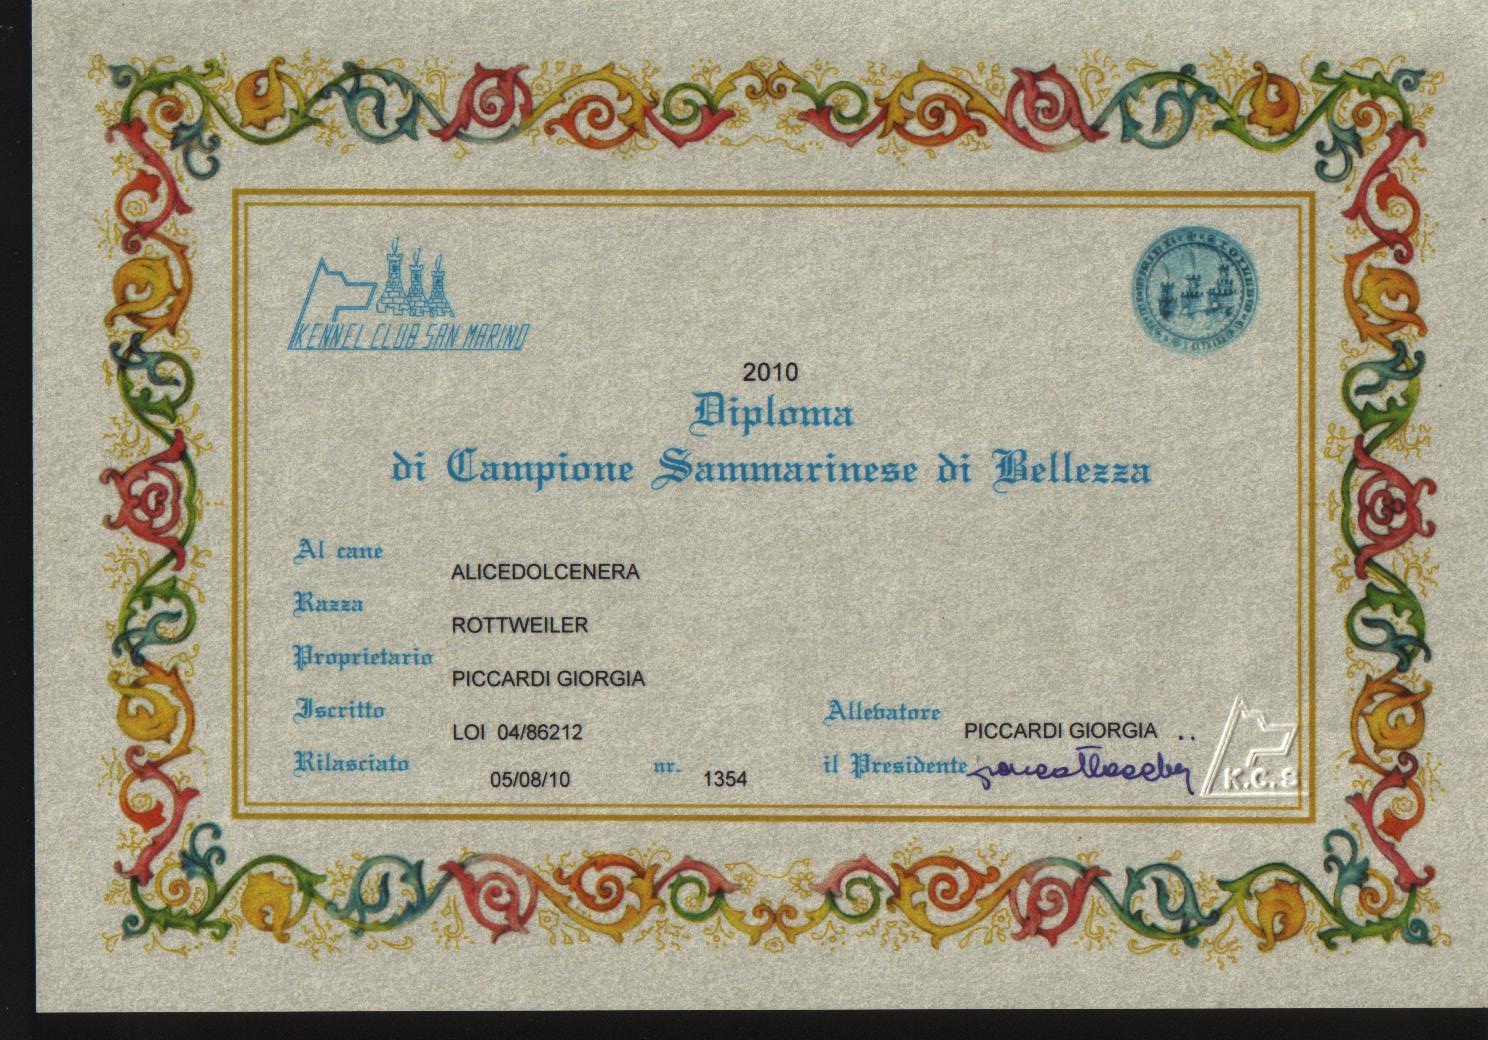 KENNEL CLUB SAN MARINO
2010
Diploma
di Campione Sammarinese di Bellezza
Al cane
ALICEDOLCENERA
Razza
ROTTWEILER
Proprietario
PICCARDI GIORGIA
Iscritto
LOI 04/86212
Allevatore
PICCARDI GIORGIA
Rilasciato
05/08/10
nr. 1354
il Presidente
K.C.S.